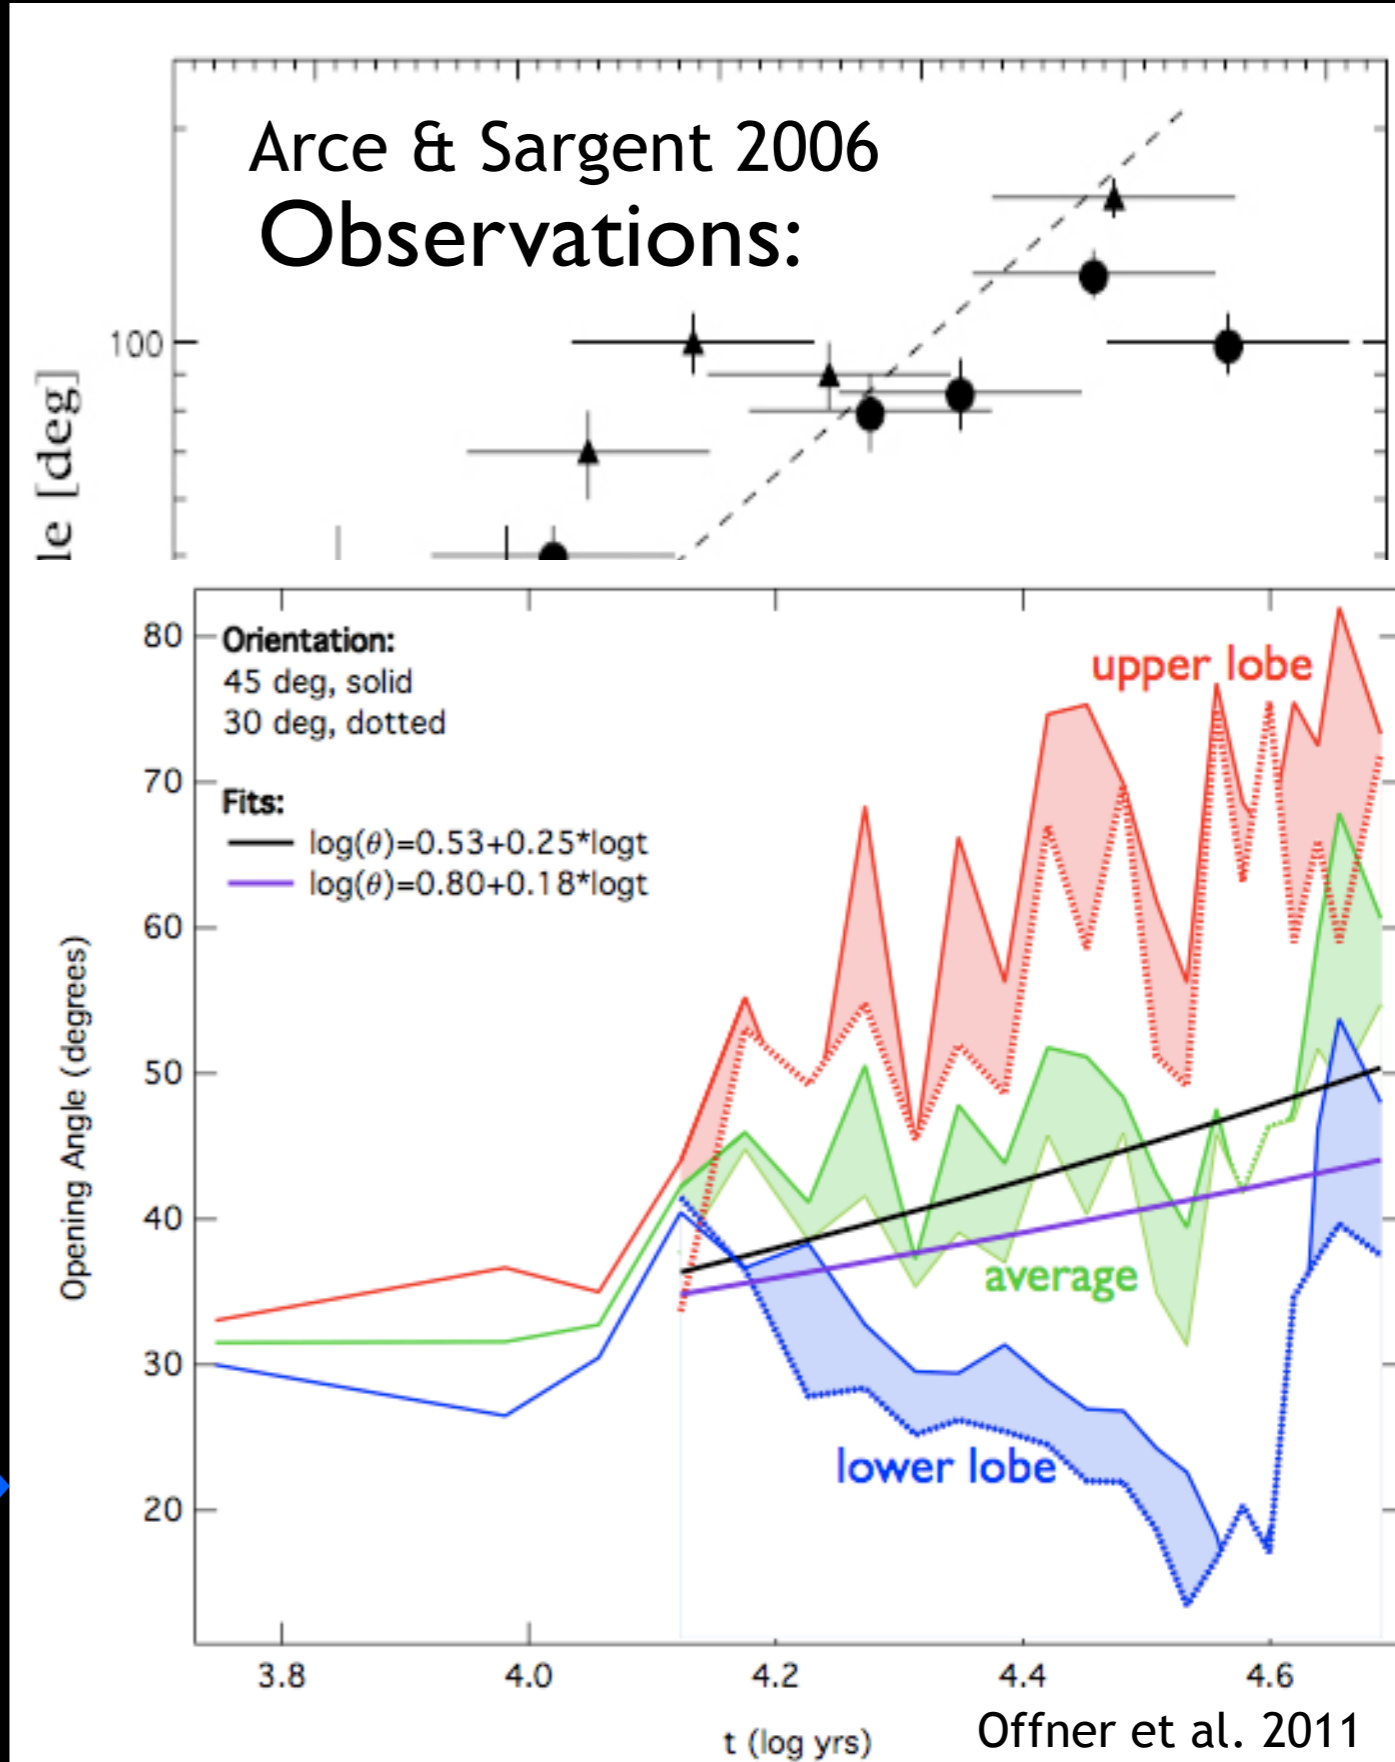 Arce & Sargent 2006
Observations:
100
le [deg]
80
70
60
50
40
30
20
Orientation:
45 deg, solid
30 deg, dotted
Fits:
log(θ)=0.53+0.25*logt
log(θ)=0.80+0.18*logt
upper lobe
average
lower lobe
Opening Angle (degrees)
3.8 4.0 4.2 4.4 4.6
t (log yrs)
Offner et al. 2011